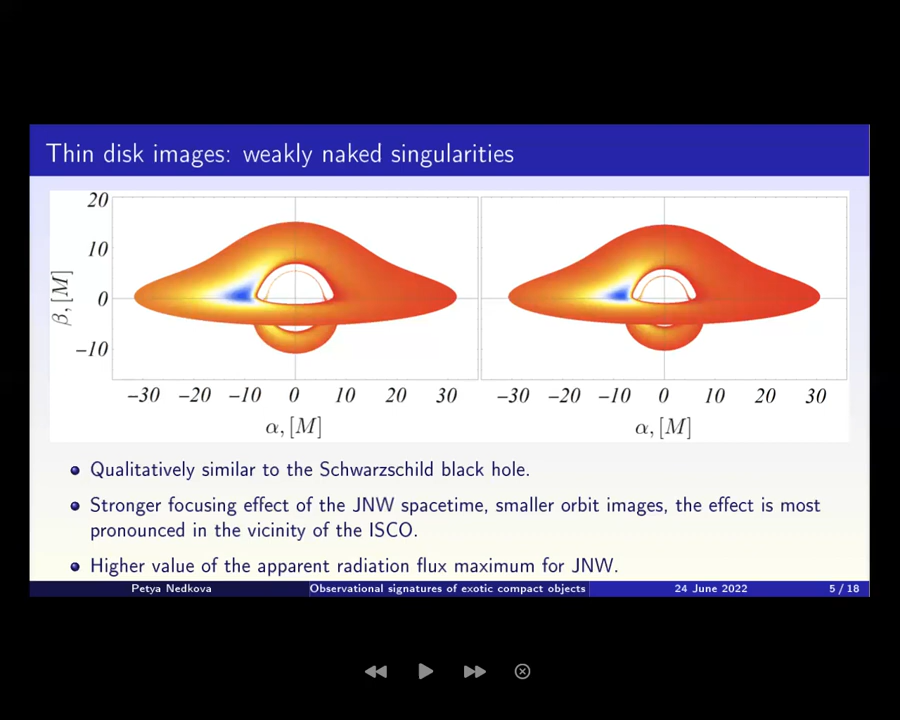 Thin disk images: weakly naked singularities
20
10
0
−10
β, [M]
−30 −20 −10 0 10 20 30
α, [M]
−30 −20 −10 0 10 20 30
α, [M]
Qualitatively similar to the Schwarzschild black hole.
Stronger focusing effect of the JNW spacetime, smaller orbit images, the effect is most
pronounced in the vicinity of the ISCO.
Higher value of the apparent radiation flux maximum for JNW.
Petya Nedkova Observational signatures of exotic compact objects 24 June 2022 5 / 18